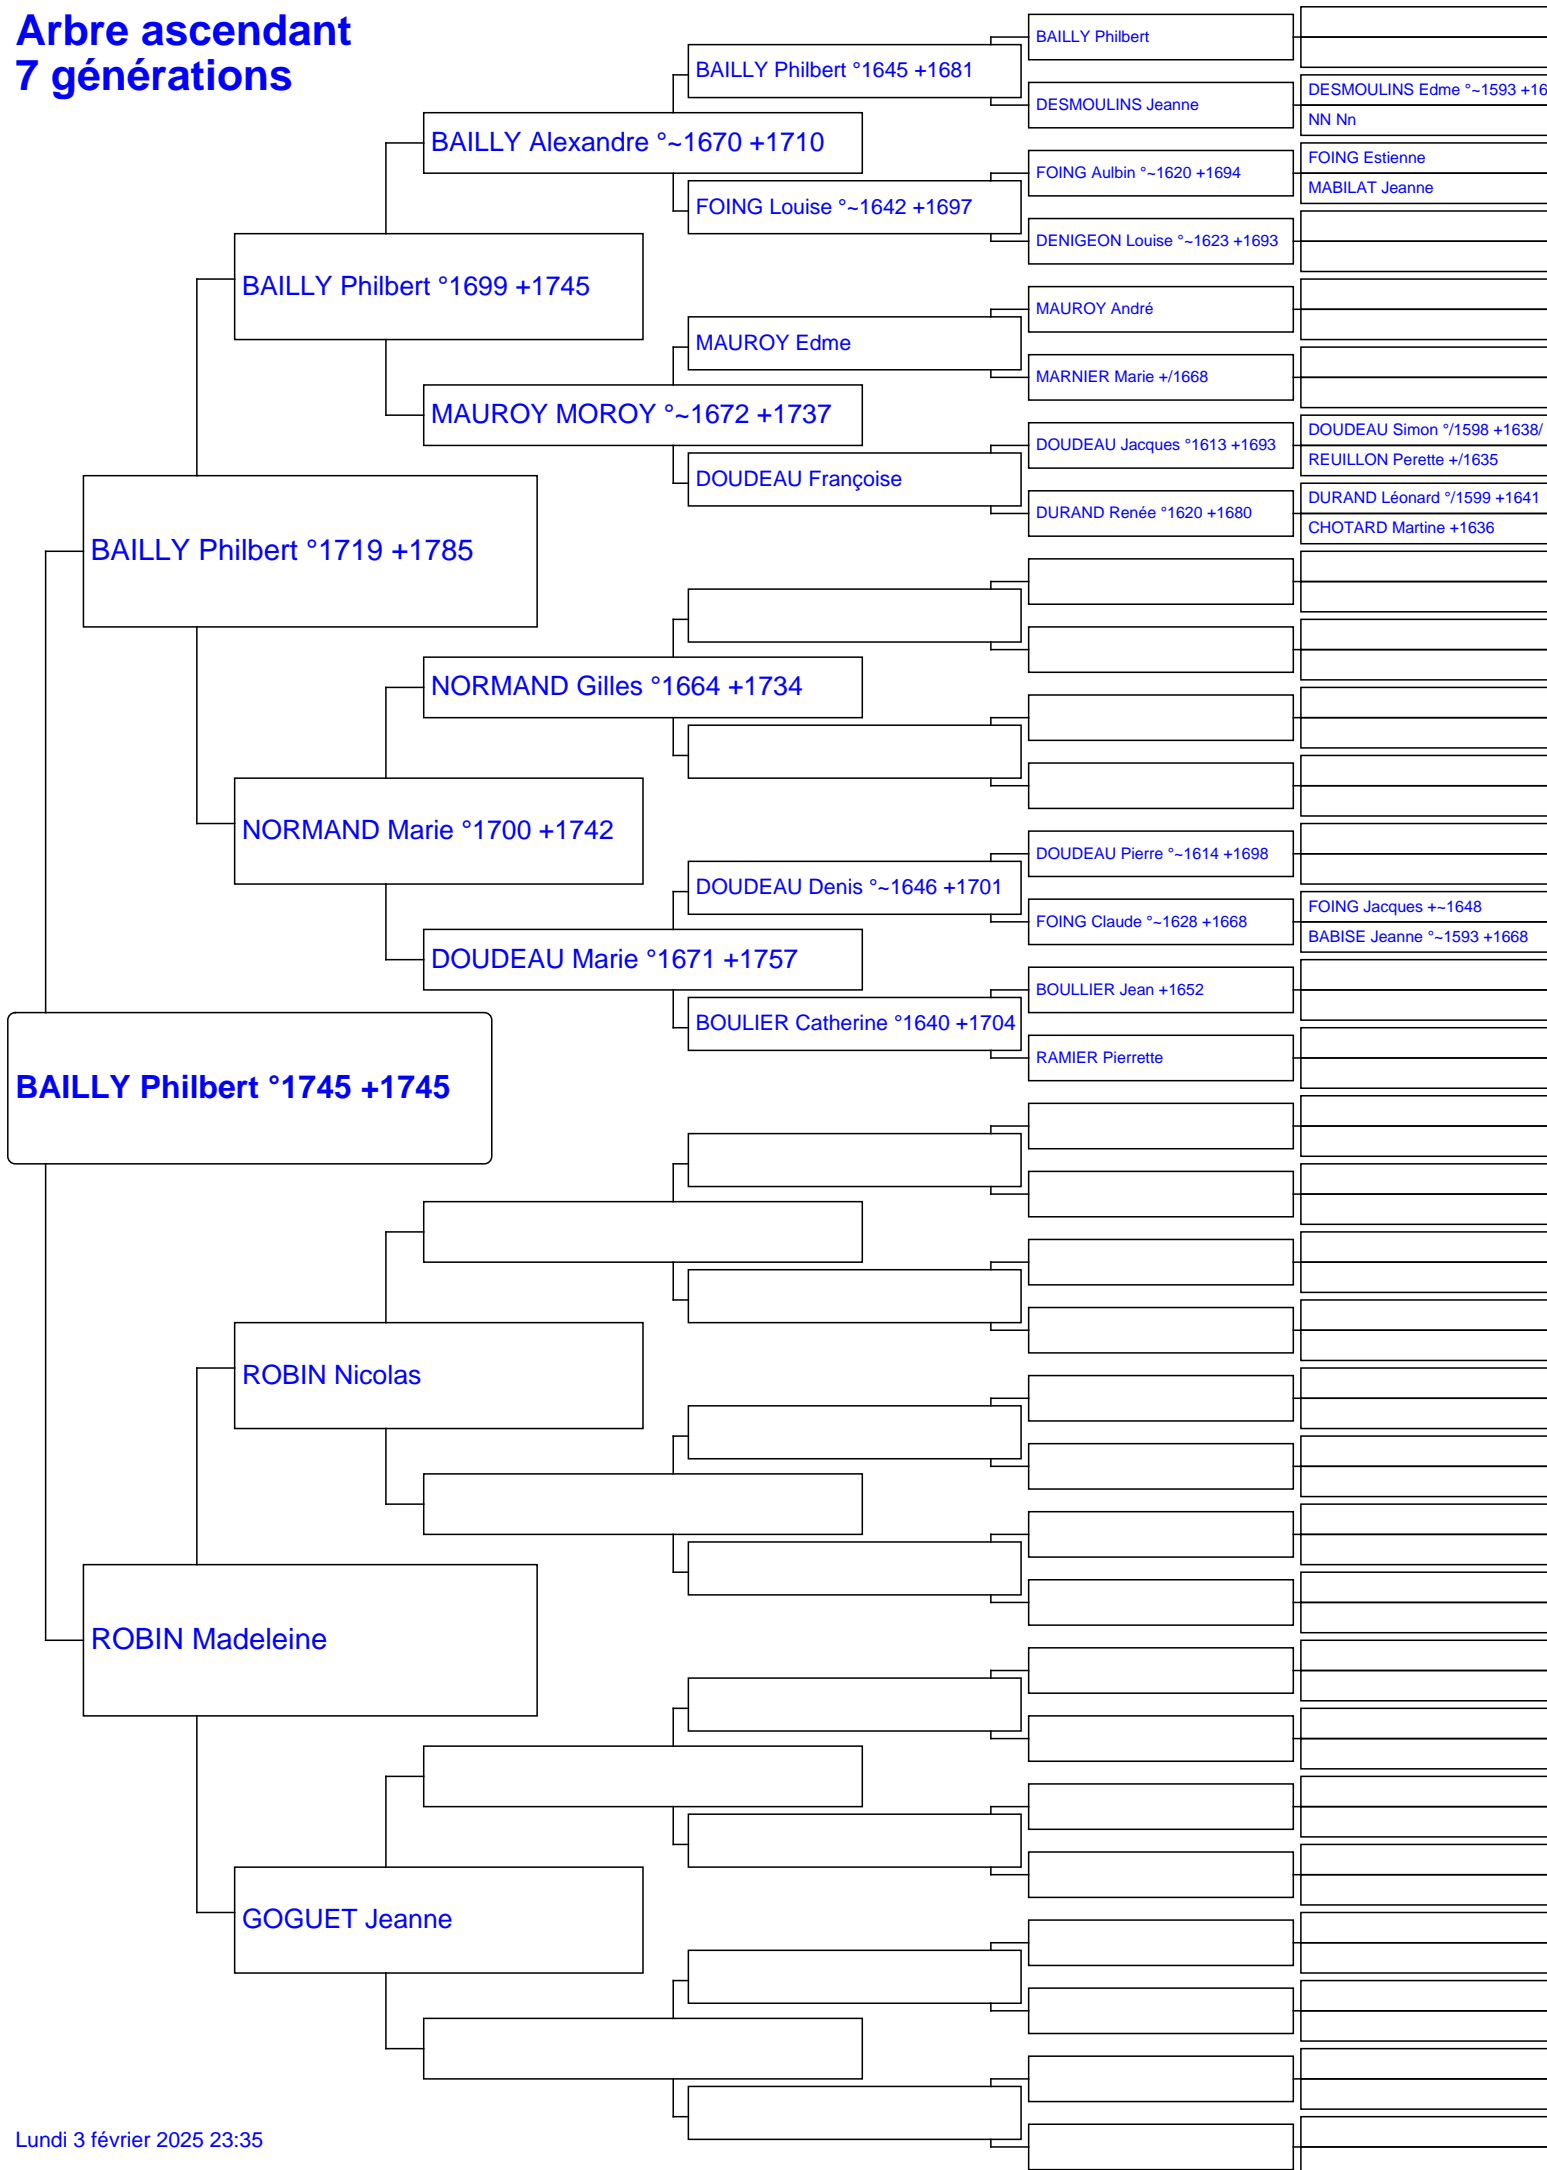 Arbre ascendant
7 générations
BAILLY Philbert
BAILLY Philbert °1645 +1681
DESMOULINS Edme °~1593 +16
DESMOULINS Jeanne
NN Nn
BAILLY Alexandre °~1670 +1710
FOING Estienne
FOING Aulbin °~1620 +1694
MABILAT Jeanne
FOING Louise °~1642 +1697
DENIGEON Louise °~1623 +1693
BAILLY Philbert °1699 +1745
MAUROY André
MAUROY Edme
MARNIER Marie +/1668
MAUROY MOROY °~1672 +1737
DOUDEAU Simon °/1598 +1638/
DOUDEAU Jacques °1613 +1693
REUILLON Perette +/1635
DOUDEAU Françoise
DURAND Léonard °/1599 +1641
DURAND Renée °1620 +1680
CHOTARD Martine +1636
BAILLY Philbert °1719 +1785
NORMAND Gilles °1664 +1734
NORMAND Marie °1700 +1742
DOUDEAU Pierre °~1614 +1698
DOUDEAU Denis °~1646 +1701
FOING Jacques +~1648
FOING Claude °~1628 +1668
BABISE Jeanne °~1593 +1668
DOUDEAU Marie °1671 +1757
BOULLIER Jean +1652
BOULIER Catherine °1640 +1704
RAMIER Pierrette
BAILLY Philbert °1745 +1745
ROBIN Nicolas
ROBIN Madeleine
GOGUET Jeanne
Lundi 3 février 2025 23:35